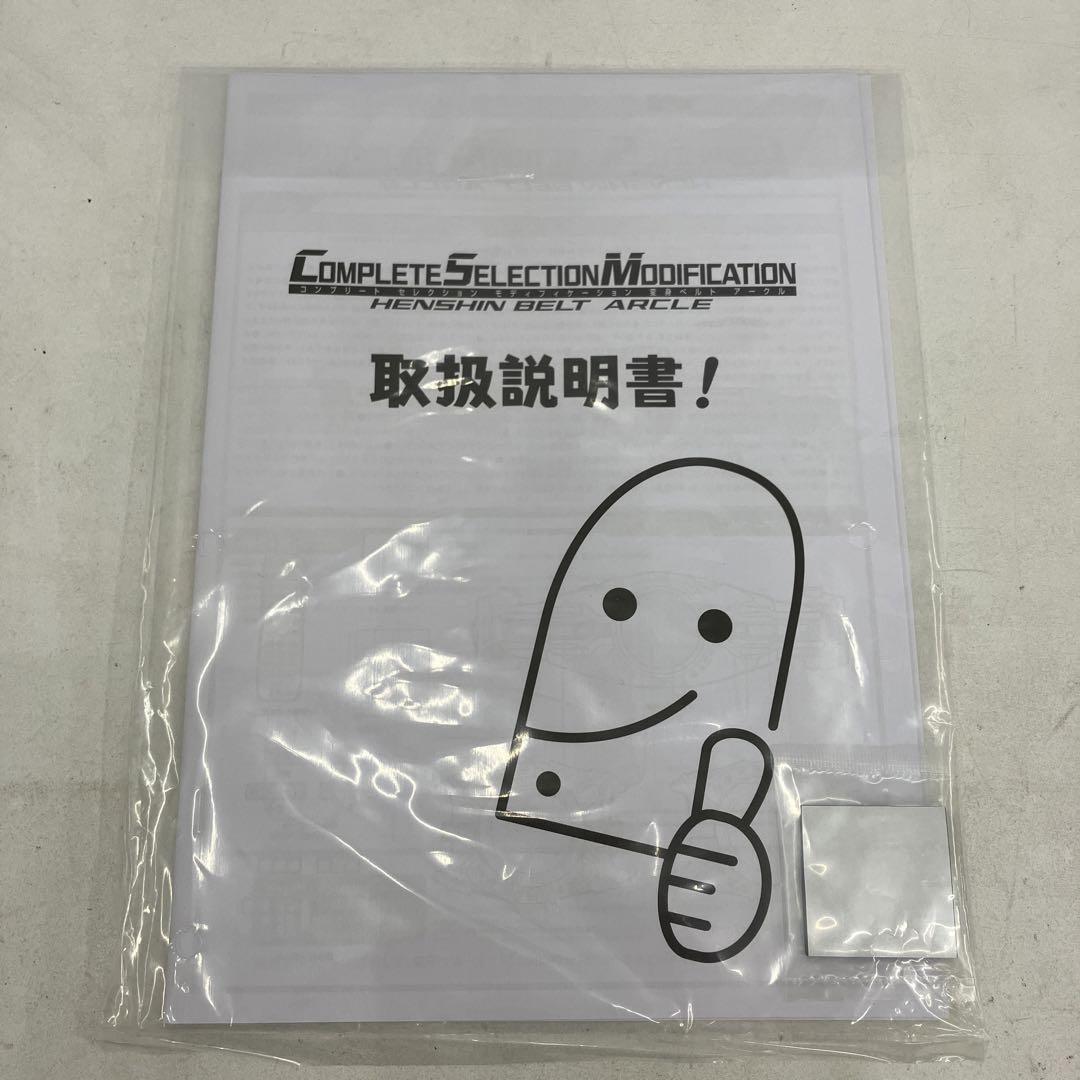 COMPLETE SELECTION MODIFICATION
コンプリート セレクション モディフィケーション 変身ベルト アークル
HENSHIN BELT ARCLE
取扱説明書!